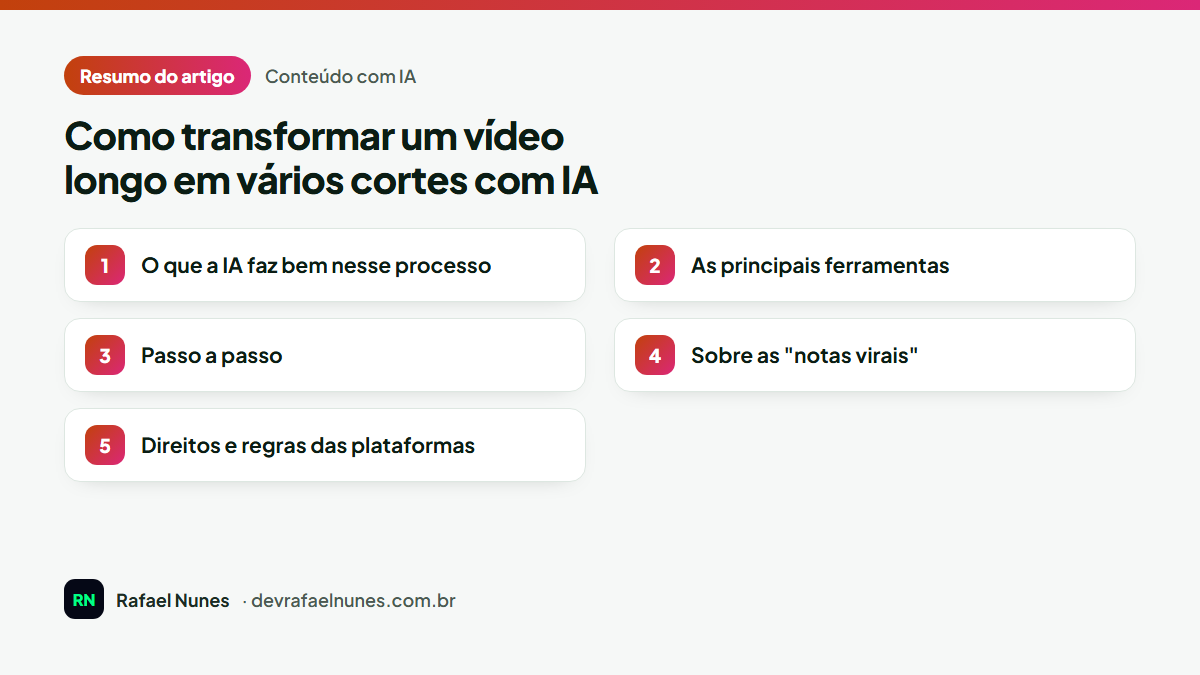 Resumo do artigo Conteúdo com IA
Como transformar um vídeo
longo em vários cortes com IA
1 O que a IA faz bem nesse processo
2 As principais ferramentas
3 Passo a passo
4 Sobre as "notas virais"
5 Direitos e regras das plataformas
RN Rafael Nunes · devrafaelnunes.com.br